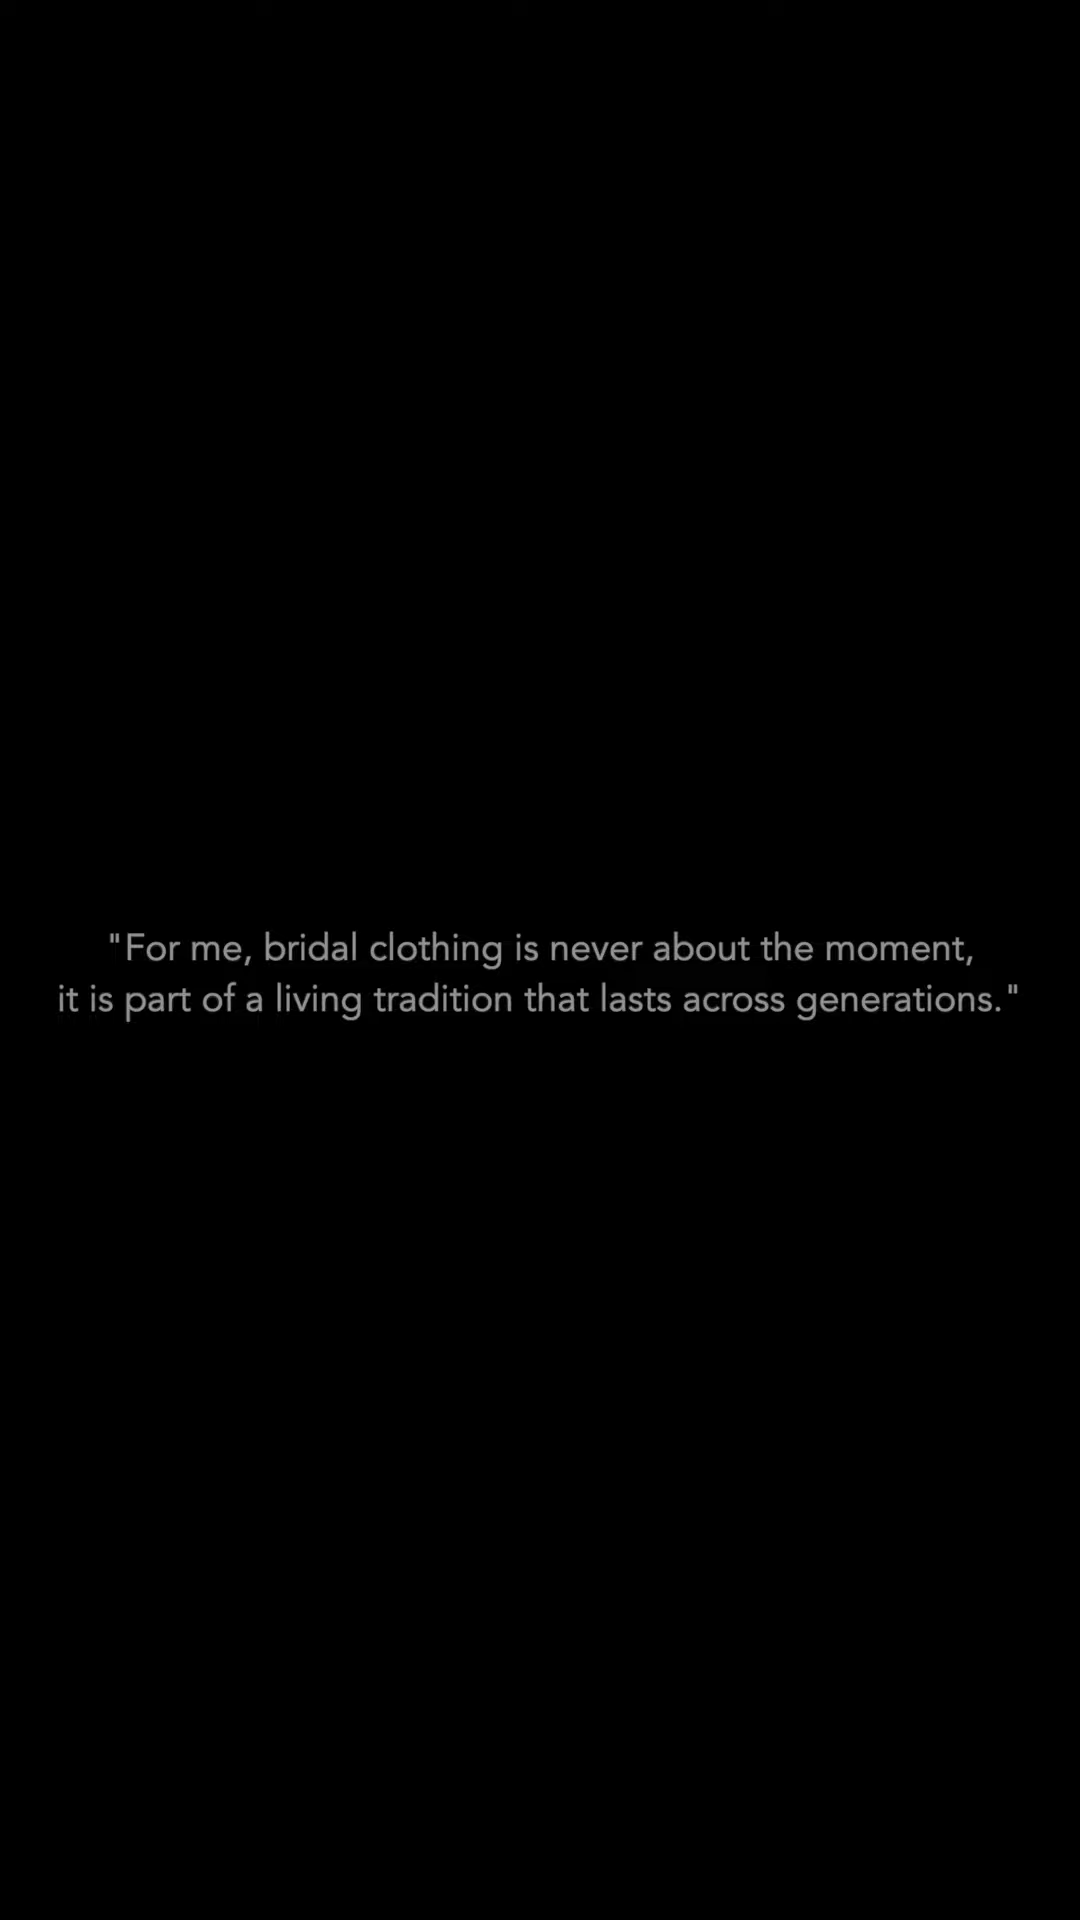 "For me, bridal clothing is never about the moment,
it is part of a living tradition that lasts across generations."